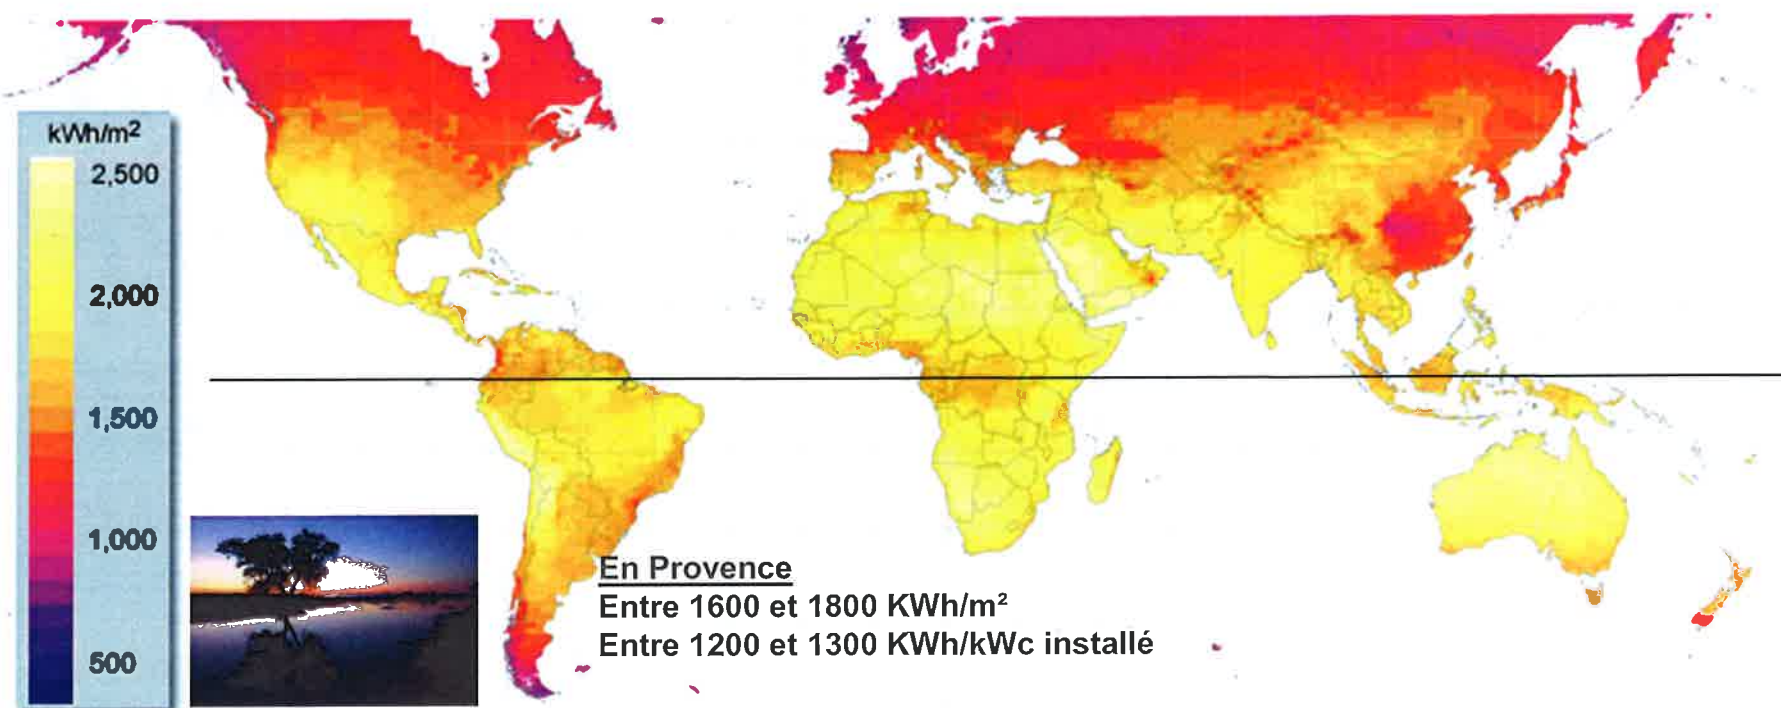 kWh/m²
2,500
2,000
1,500
1,000
500
En Provence
Entre 1600 et 1800 KWh/m²
Entre 1200 et 1300 KWh/kWc installé